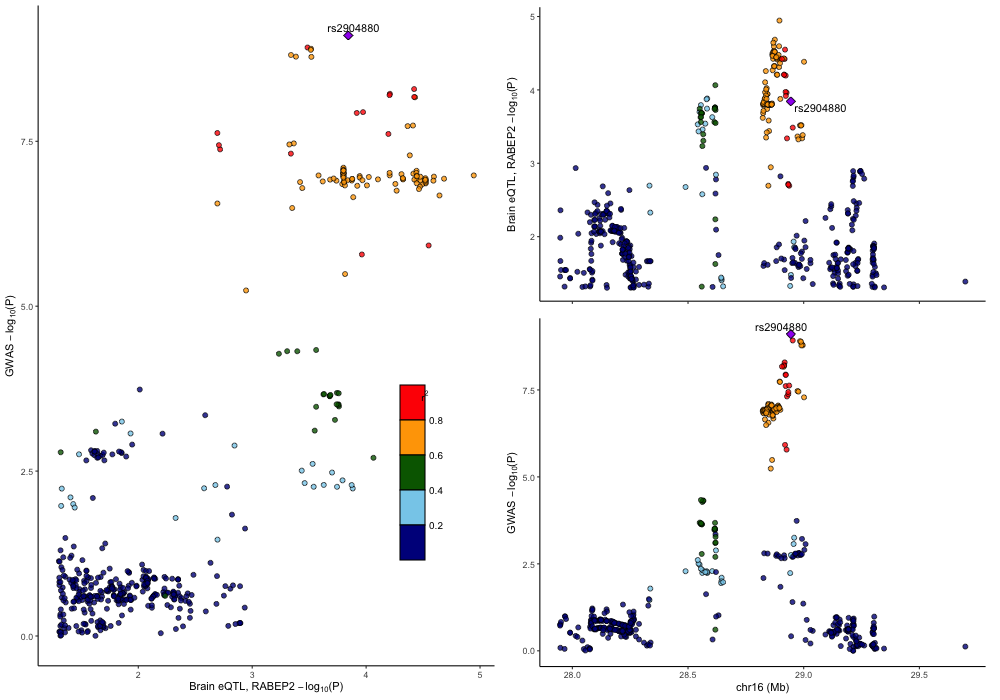 rs2904880
7.5
5.0
2.5
0.0
GWAS −log10(P)
2
3
4
5
Brain eQTL, RABEP2 −log10(P)
r2
0.8
0.6
0.4
0.2
5
4
3
2
Brain eQTL, RABEP2 −log10(P)
rs2904880
rs2904880
7.5
5.0
2.5
0.0
GWAS −log10(P)
28.0
28.5
29.0
29.5
chr16 (Mb)